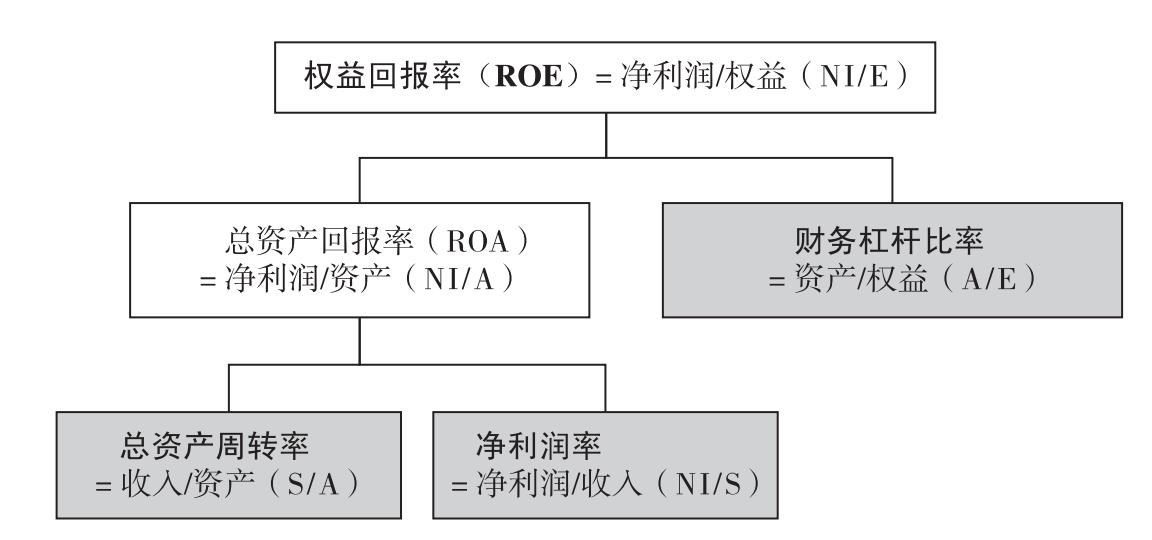 权益回报率（ROE）= 净利润/权益（NI/E）
总资产回报率（ROA）
= 净利润/资产（NI/A）
财务杠杆比率
= 资产/权益（A/E）
总资产周转率
= 收入/资产（S/A）
净利润率
= 净利润/收入（NI/S）